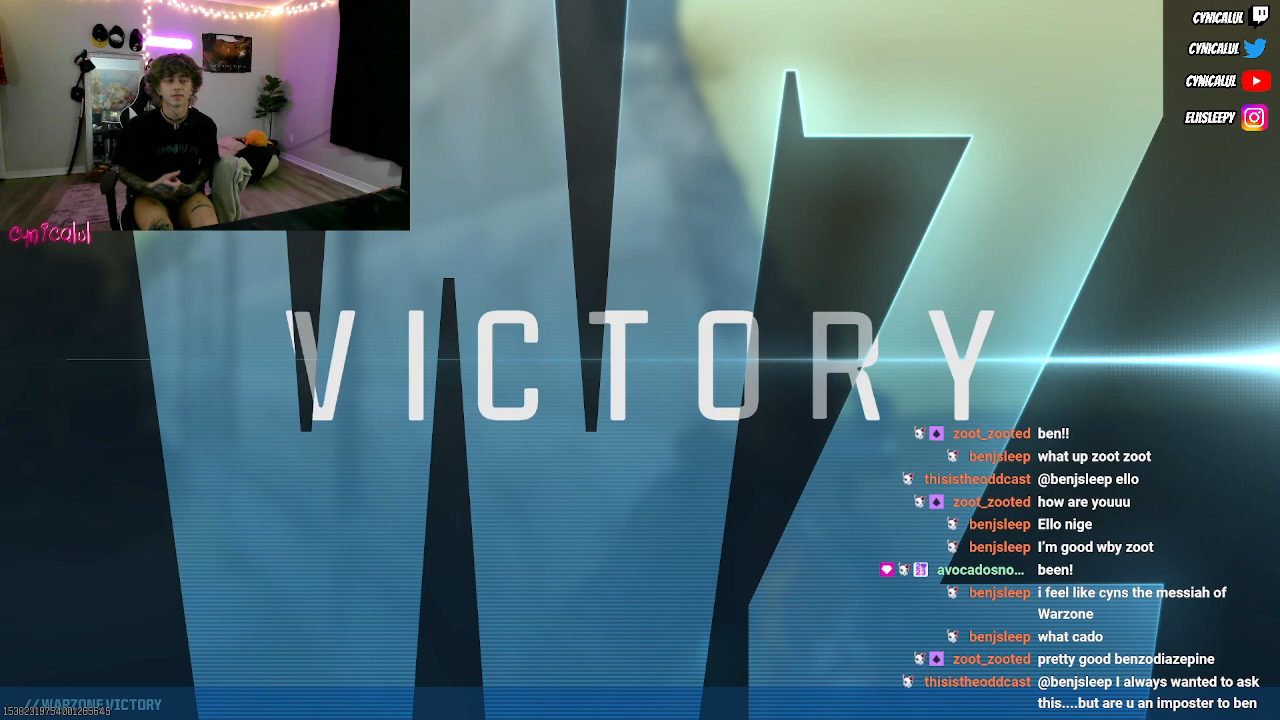 CYNICALUL
CYNICALUL
CYNICALUL
ELIISLEEPY
cynicalul
VICTORY
zoot_zooted ben!!
benjsleep what up zoot zoot
thisistheoddcast @benjsleep ello
zoot_zooted how are youuu
benjsleep Ello nige
benjsleep I'm good wby zoot
avocadosno... been!
benjsleep i feel like cyns the messiah of
Warzone
benjsleep what cado
zoot_zooted pretty good benzodiazepine
thisistheoddcast @benjsleep I always wanted to ask
this....but are u an imposter to ben
//WARZONE VICTORY